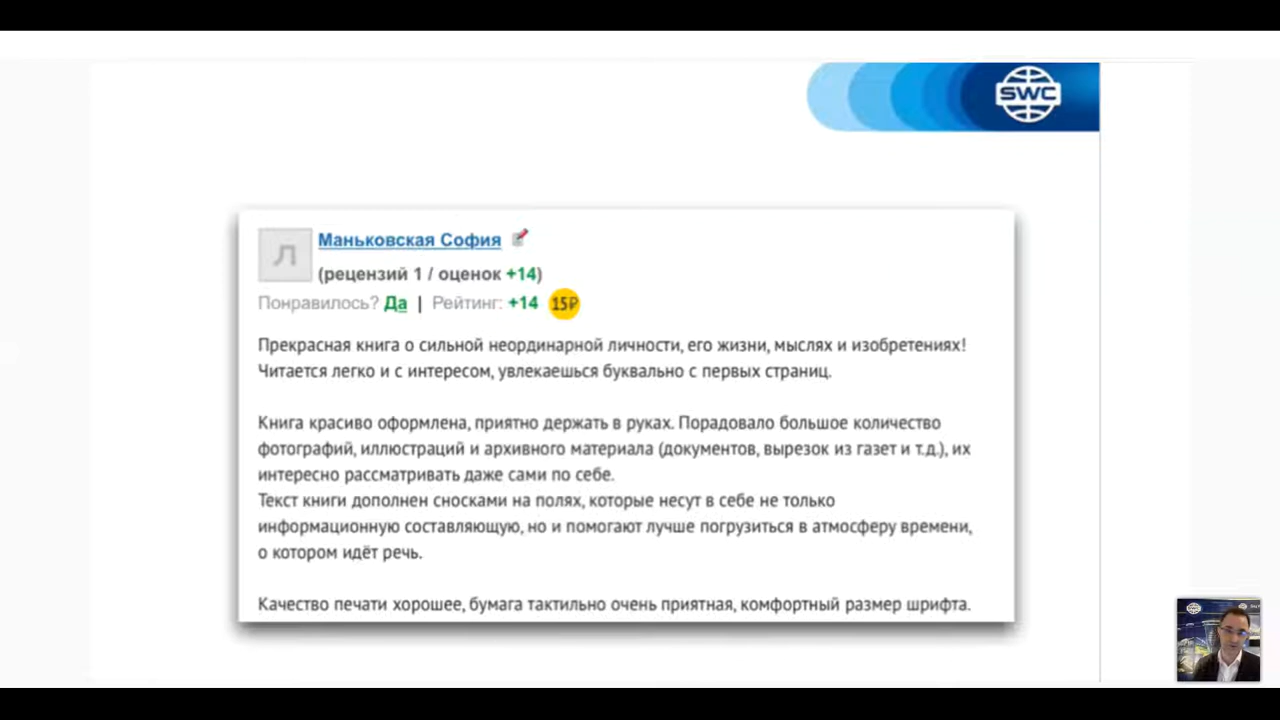 SWC
Л
Маньковская София
(рецензий 1 / оценок +14)
Понравилось? Да | Рейтинг: +14 15₽
Прекрасная книга о сильной неординарной личности, его жизни, мыслях и изобретениях!
Читается легко и с интересом, увлекаешься буквально с первых страниц.
Книга красиво оформлена, приятно держать в руках. Порадовало большое количество
фотографий, иллюстраций и архивного материала (документов, вырезок из газет и т.д.), их
интересно рассматривать даже сами по себе.
Текст книги дополнен сносками на полях, которые несут в себе не только
информационную составляющую, но и помогают лучше погрузиться в атмосферу времени,
о котором идёт речь.
Качество печати хорошее, бумага тактильно очень приятная, комфортный размер шрифта.